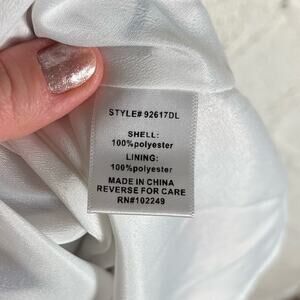 STYLE# 92617DL
SHELL:
100%polyester
LINING:
100%polyester
MADE IN CHINA
REVERSE FOR CARE
RN#102249